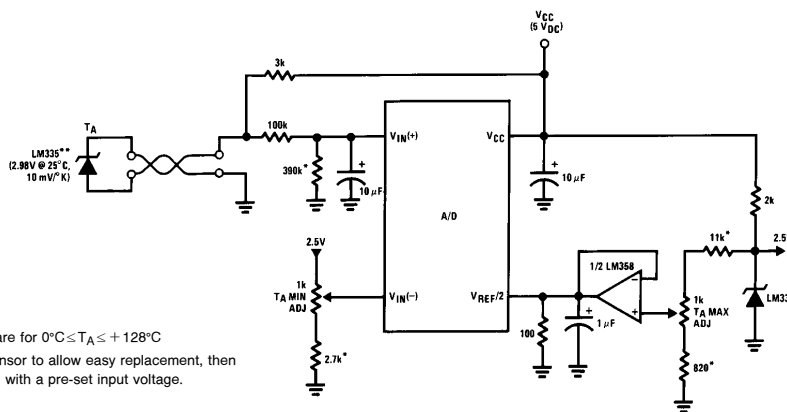 VCC
(5 VDC)
3k
TA
LM335**
(2.98V @ 25°C,
10 mV/°K)
100k
VIN(+)
VCC
390k*
+
10 μF
+
10 μF
A/D
2k
11k*
2.5
2.5V
1/2 LM358
1k
TA MIN
ADJ
VIN(−)
VREF/2
−
+
1k
TA MAX
ADJ
LM33
100
+
1 μF
2.7k*
820*
are for 0°C≤TA≤+128°C
nsor to allow easy replacement, then
with a pre-set input voltage.